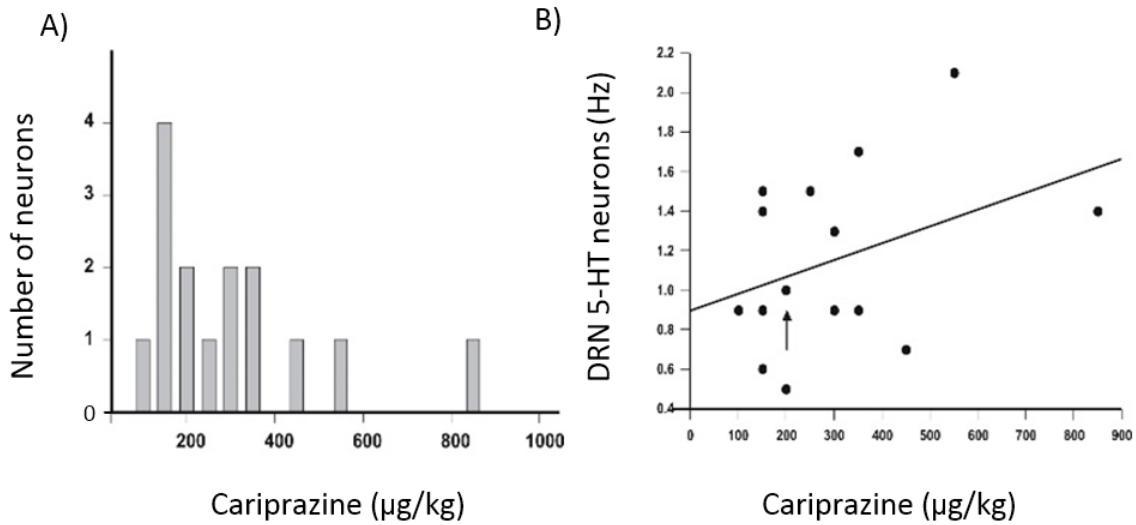 A)
Number of neurons
4
3
2
1
0
200 400 600 800 1000
Cariprazine (µg/kg)
B)
DRN 5-HT neurons (Hz)
2.2
2.0
1.8
1.6
1.4
1.2
1.0
0.8
0.6
0.4
0 100 200 300 400 500 600 700 800 900
Cariprazine (µg/kg)